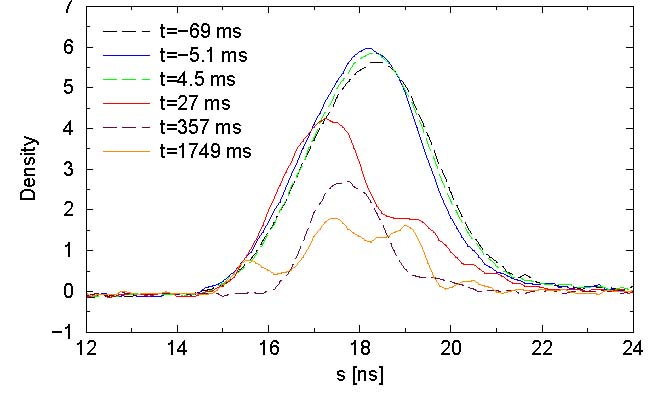 7
6
5
4
3
2
1
0
−1
Density
t=−69 ms
t=−5.1 ms
t=4.5 ms
t=27 ms
t=357 ms
t=1749 ms
12 14 16 18 20 22 24
s [ns]